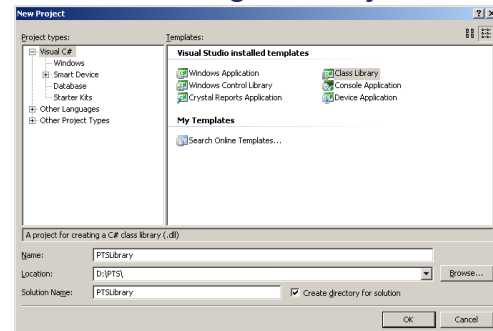 New Project
Project types:
Templates:
Visual C#
Windows
Smart Device
Database
Starter Kits
Other Languages
Other Project Types
Visual Studio installed templates
Windows Application
Class Library
Windows Control Library
Console Application
Crystal Reports Application
Device Application
My Templates
Search Online Templates...
A project for creating a C# class library (.dll)
Name:
PTSLibrary
Location:
D:\PTS\
Browse...
Solution Name:
PTSLibrary
Create directory for solution
OK
Cancel